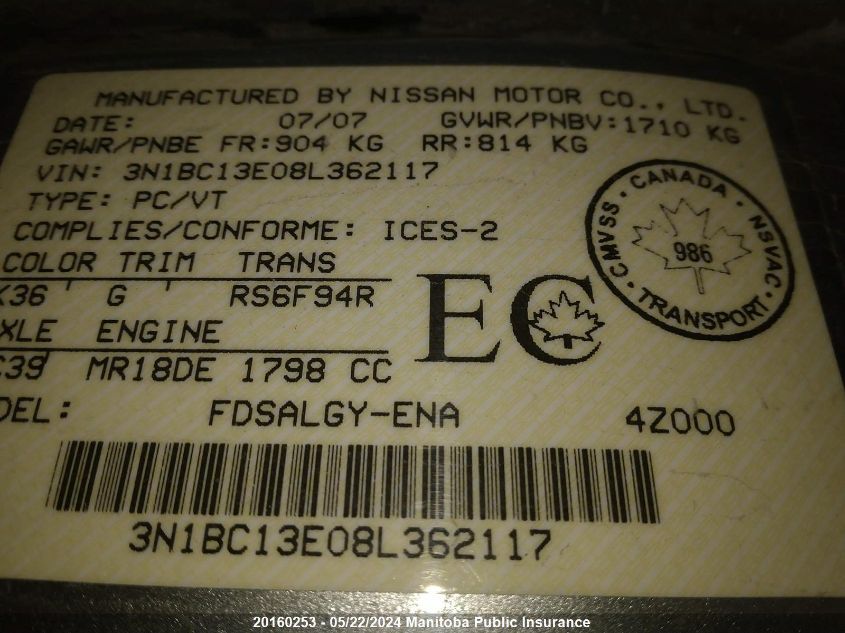 MANUFACTURED BY NISSAN MOTOR CO., LTD.
DATE: 07/07 GVWR/PNBV:1710 KG
GAWR/PNBE FR:904 KG RR:814 KG
VIN: 3N1BC13E08L362117
TYPE: PC/VT
COMPLIES/CONFORME: ICES-2
COLOR TRIM TRANS
K36 G RS6F94R
XLE ENGINE
C39 MR18DE 1798 CC
DEL: FDSALGY-ENA 4Z000
EC
CANADA · NSVAC · TRANSPORT · CMVSS ·
986
3N1BC13E08L362117
20160253 - 05/22/2024 Manitoba Public Insurance